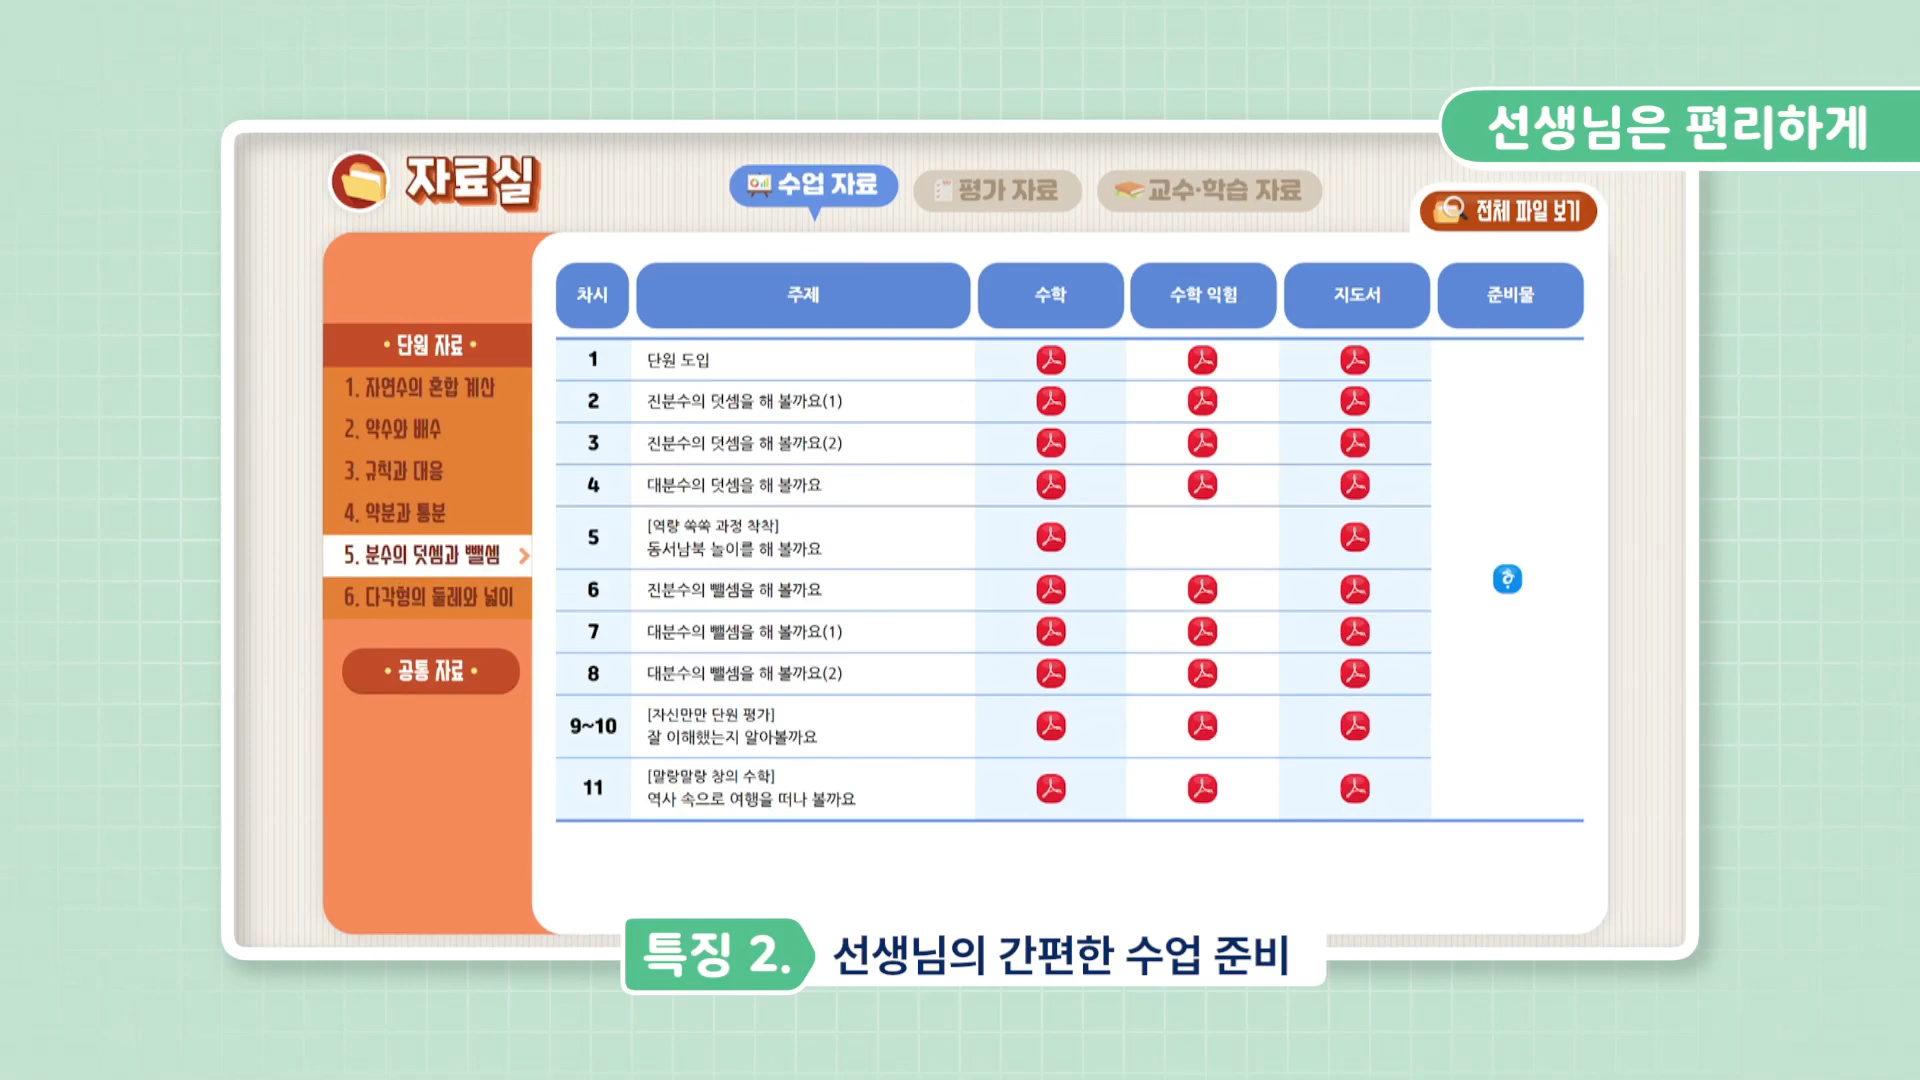 선생님은 편리하게
자료실
수업 자료
평가 자료
교수·학습 자료
전체 파일 보기
• 단원 자료 •
1. 자연수의 혼합 계산
2. 약수와 배수
3. 규칙과 대응
4. 약분과 통분
5. 분수의 덧셈과 뺄셈
6. 다각형의 둘레와 넓이
• 공통 자료 •
차시 주제 수학 수학 익힘 지도서 준비물
1 단원 도입
2 진분수의 덧셈을 해 볼까요(1)
3 진분수의 덧셈을 해 볼까요(2)
4 대분수의 덧셈을 해 볼까요
5 [역량 쑥쑥 과정 착착]
동서남북 놀이를 해 볼까요
6 진분수의 뺄셈을 해 볼까요
7 대분수의 뺄셈을 해 볼까요(1)
8 대분수의 뺄셈을 해 볼까요(2)
9~10 [자신만만 단원 평가]
잘 이해했는지 알아볼까요
11 [말랑말랑 창의 수학]
역사 속으로 여행을 떠나 볼까요
특징 2. 선생님의 간편한 수업 준비